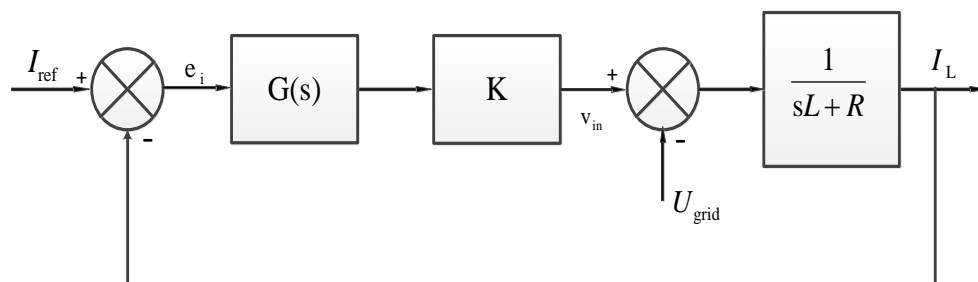 I_ref
+
-
e_i
G(s)
K
+
v_in
-
U_grid
1
sL + R
I_L